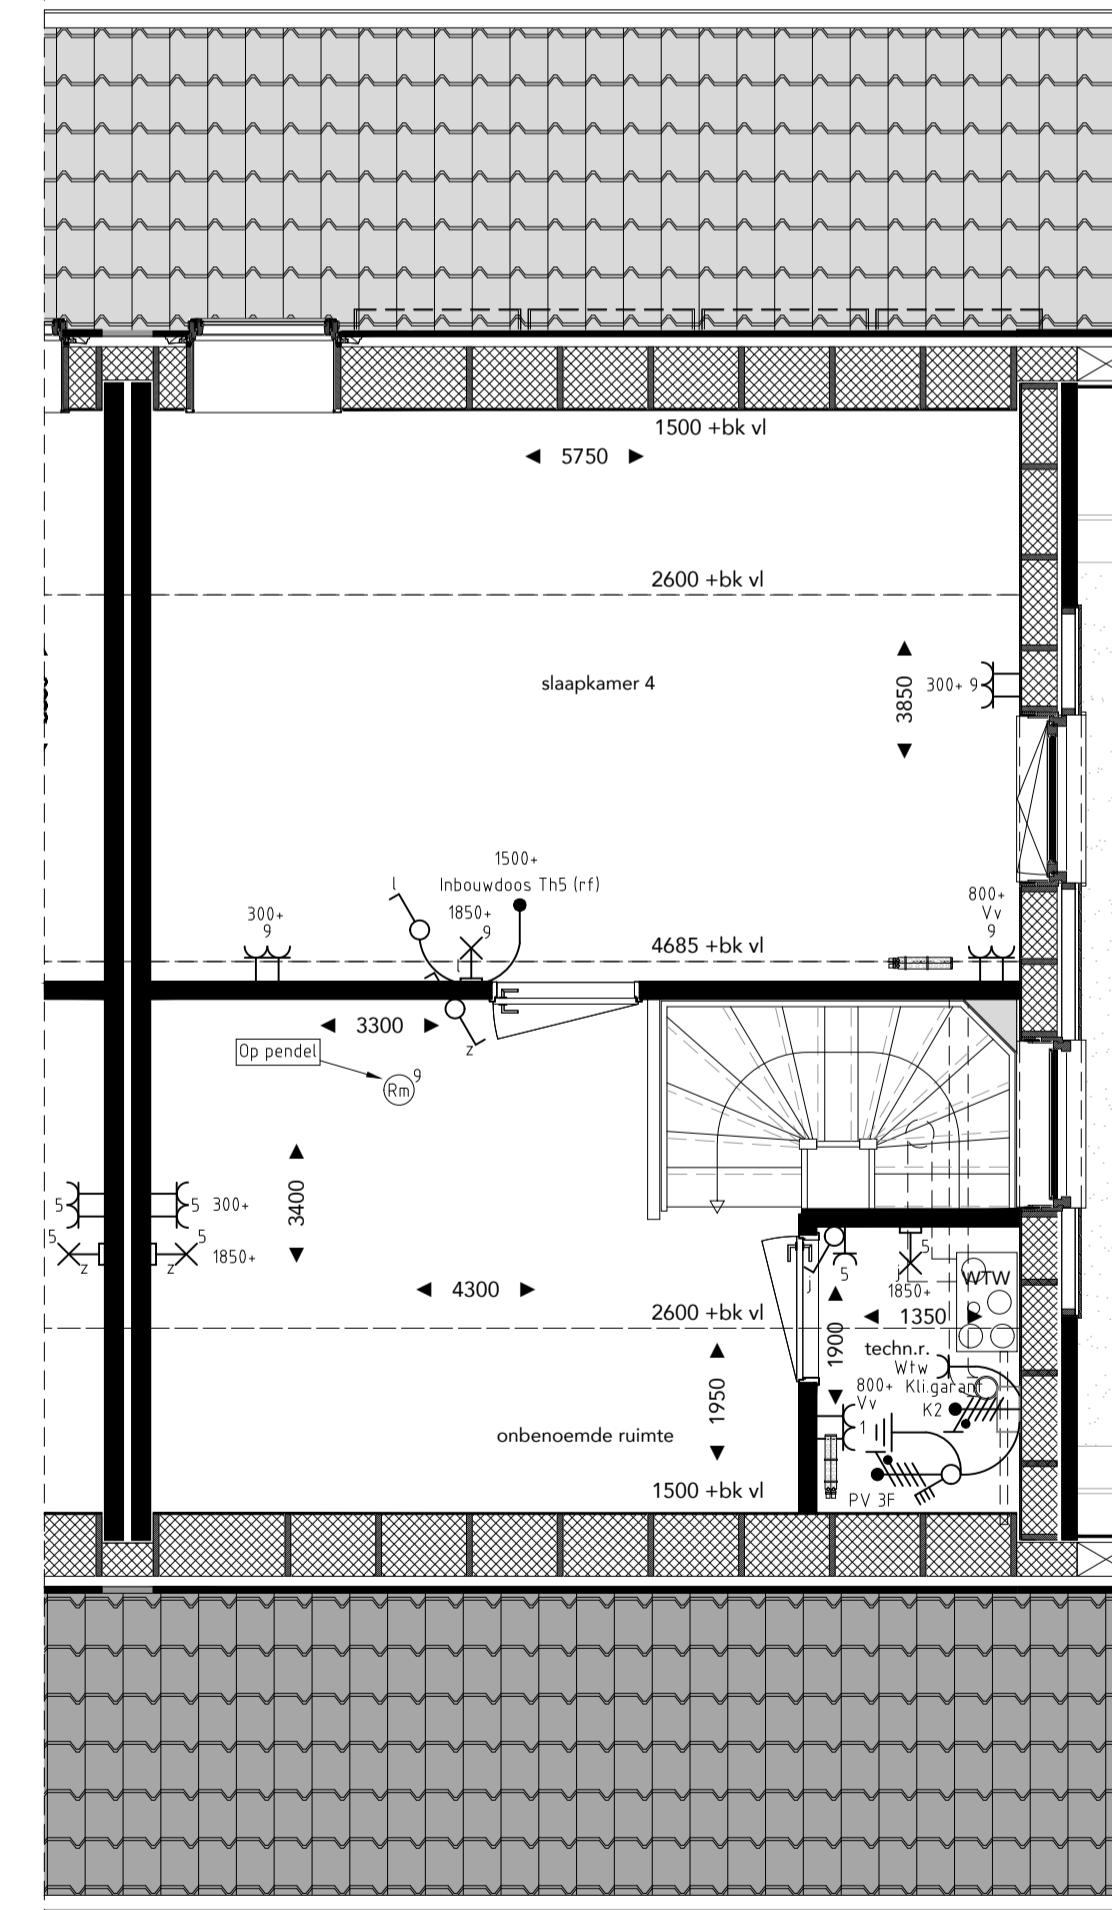 1500 +bk vl
5750
2600 +bk vl
slaapkamer 4
3850
300+ 9
1500+
Inbouwdoos Th5 (rf)
l
1850+
9
l
300+
9
800+
Vv
9
4685 +bk vl
3300
z
Op pendel
Rm
9
5
5
300+
3400
5
5
z
z
1850+
4300
2600 +bk vl
j
5
5
j
1850+
WTW
1900
1350
techn.r.
Wtw
800+
Kli.garant
Vv
K2
1
1950
onbenoemde ruimte
1500 +bk vl
PV 3F